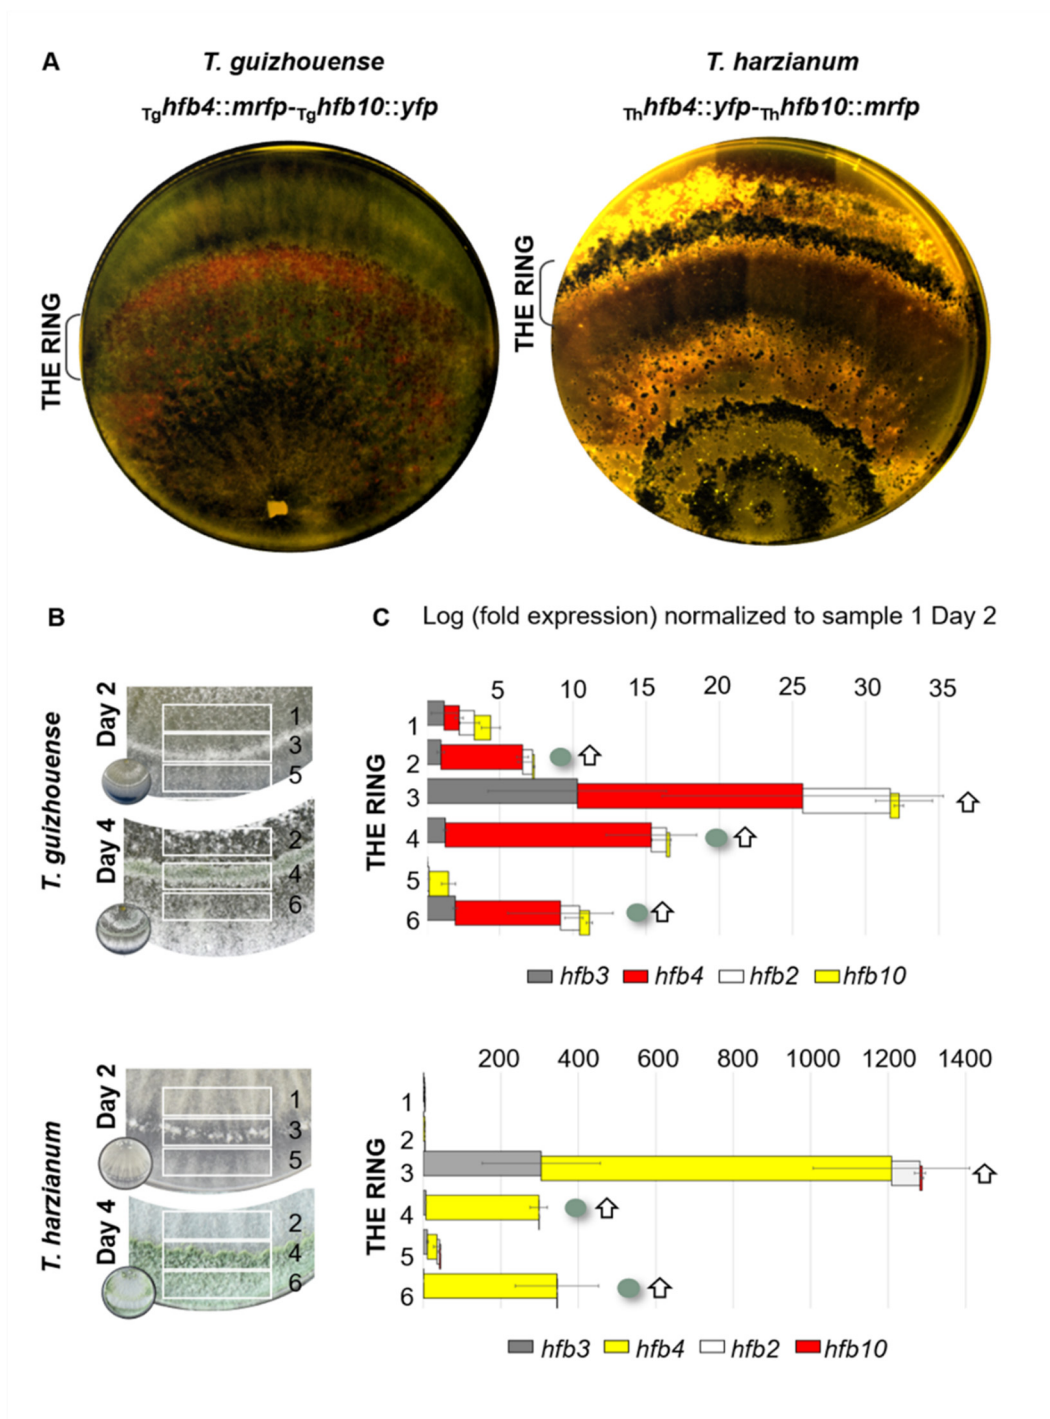 A
T. guizhouense
T. harzianum
Tghfb4::mrfp-Tghfb10::yfp
Thhfb4::yfp-Thhfb10::mrfp
THE RING
THE RING
B
C Log (fold expression) normalized to sample 1 Day 2
T. guizhouense
Day 2
1
3
5
Day 4
2
4
6
5 10 15 20 25 30 35
THE RING
1
2
3
4
5
6
hfb3 hfb4 hfb2 hfb10
T. harzianum
Day 2
1
3
5
Day 4
2
4
6
200 400 600 800 1000 1200 1400
THE RING
1
2
3
4
5
6
hfb3 hfb4 hfb2 hfb10